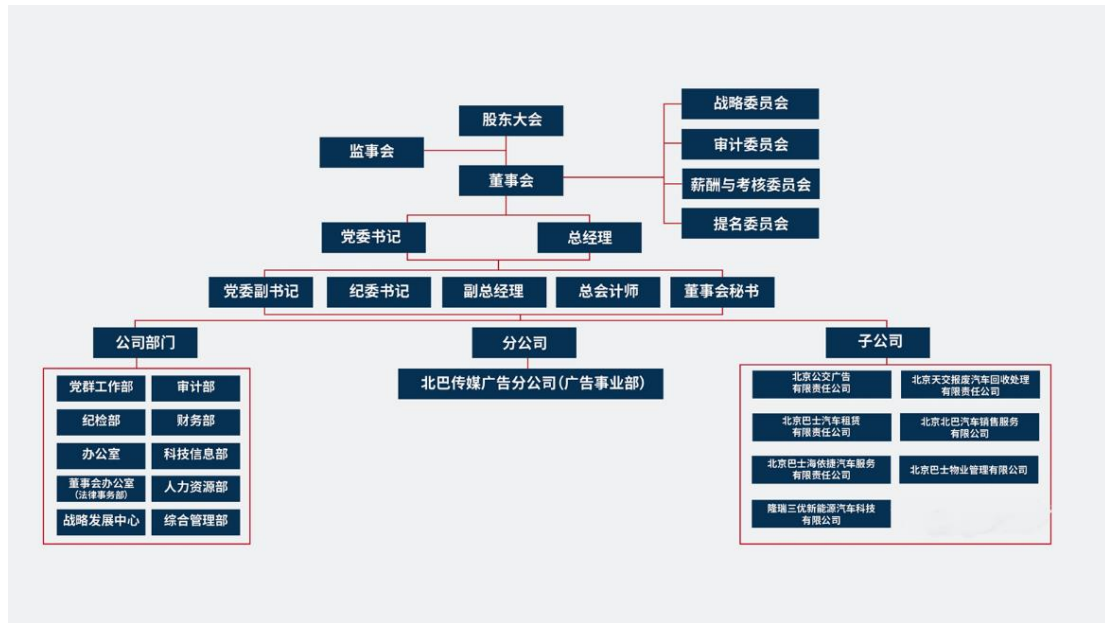 股东大会
监事会
董事会
战略委员会
审计委员会
薪酬与考核委员会
提名委员会
党委书记
总经理
党委副书记
纪委书记
副总经理
总会计师
董事会秘书
公司部门
分公司
子公司
党群工作部
审计部
纪检部
财务部
办公室
科技信息部
董事会办公室
(法律事务部)
人力资源部
战略发展中心
综合管理部
北巴传媒广告分公司(广告事业部)
北京公交广告
有限责任公司
北京天交报废汽车回收处理
有限责任公司
北京巴士汽车租赁
有限责任公司
北京北巴汽车销售服务
有限公司
北京巴士海依捷汽车服务
有限责任公司
北京巴士物业管理有限公司
隆瑞三优新能源汽车科技
有限公司